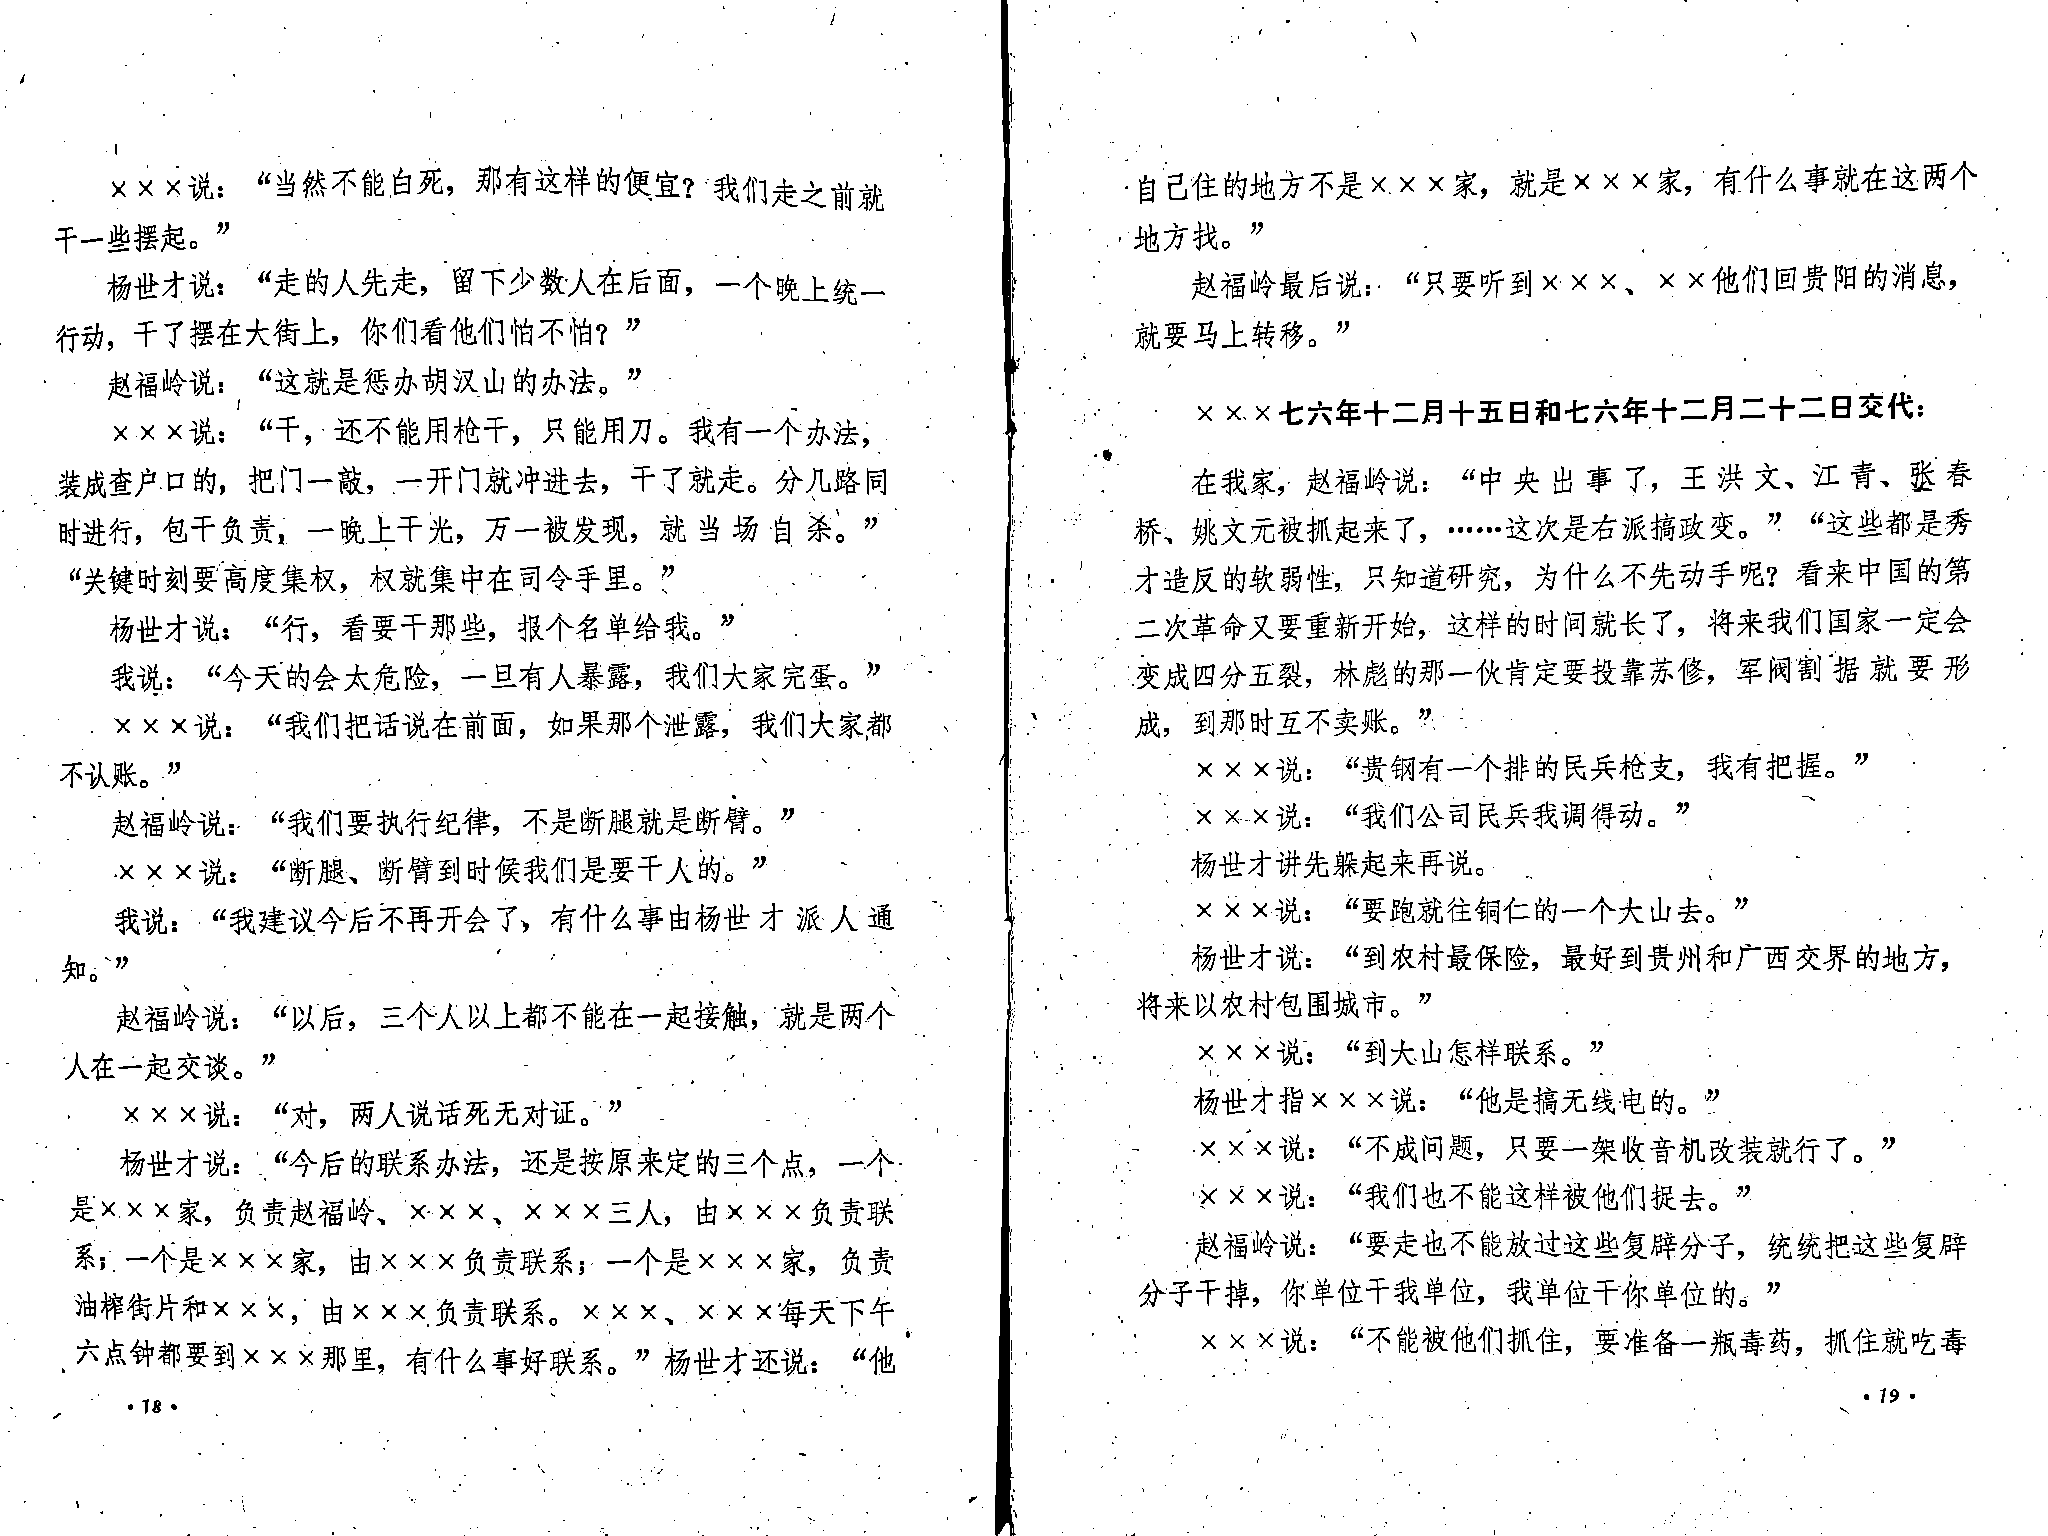 ×××说：“当然不能白死，那有这样的便宜？我们走之前就
干一些摆起。”
杨世才说：“走的人先走，留下少数人在后面，一个晚上统一
行动，干了摆在大街上，你们看他们怕不怕？”
赵福岭说：“这就是惩办胡汉山的办法。”
×××说：“干，还不能用枪干，只能用刀。我有一个办法，
装成查户口的，把门一敲，一开门就冲进去，干了就走。分几路同
时进行，包干负责，一晚上干光，万一被发现，就当场自杀。”
“关键时刻要高度集权，权就集中在司令手里。”
杨世才说：“行，看要干那些，报个名单给我。”
我说：“今天的会太危险，一旦有人暴露，我们大家完蛋。”
×××说：“我们把话说在前面，如果那个泄露，我们大家都
不认账。”
赵福岭说：“我们要执行纪律，不是断腿就是断臂。”
×××说：“断腿、断臂到时候我们是要干人的。”
我说：“我建议今后不再开会了，有什么事由杨世才派人通
知。”
赵福岭说：“以后，三个人以上都不能在一起接触，就是两个
人在一起交谈。”
×××说：“对，两人说话死无对证。”
杨世才说：“今后的联系办法，还是按原来定的三个点，一个
是×××家，负责赵福岭、×××、×××三人，由×××负责联
系；一个是×××家，由×××负责联系；一个是×××家，负责
油榨街片和×××，由×××负责联系。×××、×××每天下午
六点钟都要到×××那里，有什么事好联系。”杨世才还说：“他
·18·
自己住的地方不是×××家，就是×××家，有什么事就在这两个
地方找。”
赵福岭最后说：“只要听到×××、××他们回贵阳的消息，
就要马上转移。”
×××七六年十二月十五日和七六年十二月二十二日交代：
在我家，赵福岭说：“中央出事了，王洪文、江青、张春
桥、姚文元被抓起来了，……这次是右派搞政变。”“这些都是秀
才造反的软弱性，只知道研究，为什么不先动手呢？看来中国的第
二次革命又要重新开始，这样的时间就长了，将来我们国家一定会
变成四分五裂，林彪的那一伙肯定要投靠苏修，军阀割据就要形
成，到那时互不卖账。”
×××说：“贵钢有一个排的民兵枪支，我有把握。”
×××说：“我们公司民兵我调得动。”
杨世才讲先躲起来再说。
×××说：“要跑就往铜仁的一个大山去。”
杨世才说：“到农村最保险，最好到贵州和广西交界的地方，
将来以农村包围城市。”
×××说：“到大山怎样联系。”
杨世才指×××说：“他是搞无线电的。”
×××说：“不成问题，只要一架收音机改装就行了。”
×××说：“我们也不能这样被他们捉去。”
赵福岭说：“要走也不能放过这些复辟分子，统统把这些复辟
分子干掉，你单位干我单位，我单位干你单位的。”
×××说：“不能被他们抓住，要准备一瓶毒药，抓住就吃毒
·19·